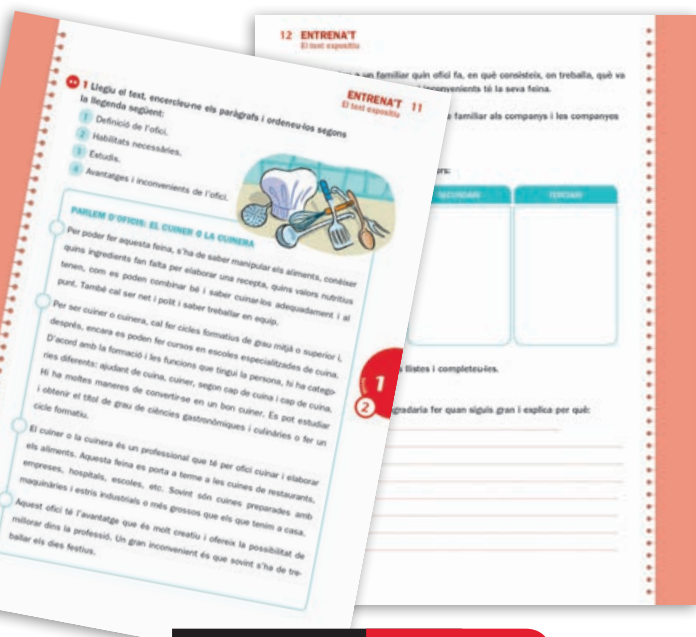 ENTRENA'T 11
El text expositiu
1 Llegiu el text, encercleu-ne els paràgrafs i ordeneu-los segons
la llegenda següent:
1 Definició de l'ofici.
2 Habilitats necessàries.
3 Estudis.
4 Avantatges i inconvenients de l'ofici.
PARLEM D'OFICIS: EL CUINER O LA CUINERA
Per poder fer aquesta feina, s'ha de saber manipular els aliments, conèixer
quins ingredients fan falta per elaborar una recepta, quins valors nutritius
tenen, com es poden combinar bé i saber cuinar-los adequadament i al
punt. També cal ser net i polit i saber treballar en equip.
Per ser cuiner o cuinera, cal fer cicles formatius de grau mitjà o superior i,
després, encara es poden fer cursos en escoles especialitzades de cuina.
D'acord amb la formació i les funcions que tingui la persona, hi ha catego-
ries diferents: ajudant de cuina, cuiner, segon cap de cuina i cap de cuina.
Hi ha moltes maneres de convertir-se en un bon cuiner. Es pot estudiar
i obtenir el títol de grau de ciències gastronòmiques i culinàries o fer un
cicle formatiu.
El cuiner o la cuinera és un professional que té per ofici cuinar i elaborar
els aliments. Aquesta feina es porta a terme a les cuines de restaurants,
empreses, hospitals, escoles, etc. Sovint són cuines preparades amb
maquinàries i estris industrials o més grossos que els que tenim a casa.
Aquest ofici té l'avantatge que és molt creatiu i ofereix la possibilitat de
millorar dins la professió. Un gran inconvenient és que sovint s'ha de tre-
ballar els dies festius.
1
2
12 ENTRENA'T
El text expositiu
a un familiar quin ofici fa, en què consisteix, on treballa, què va
inconvenients té la seva feina.
familiar als companys i les companyes
SECUNDARI TERCIARI
llistes i completeu-les.
agradaria fer quan siguis gran i explica per què: